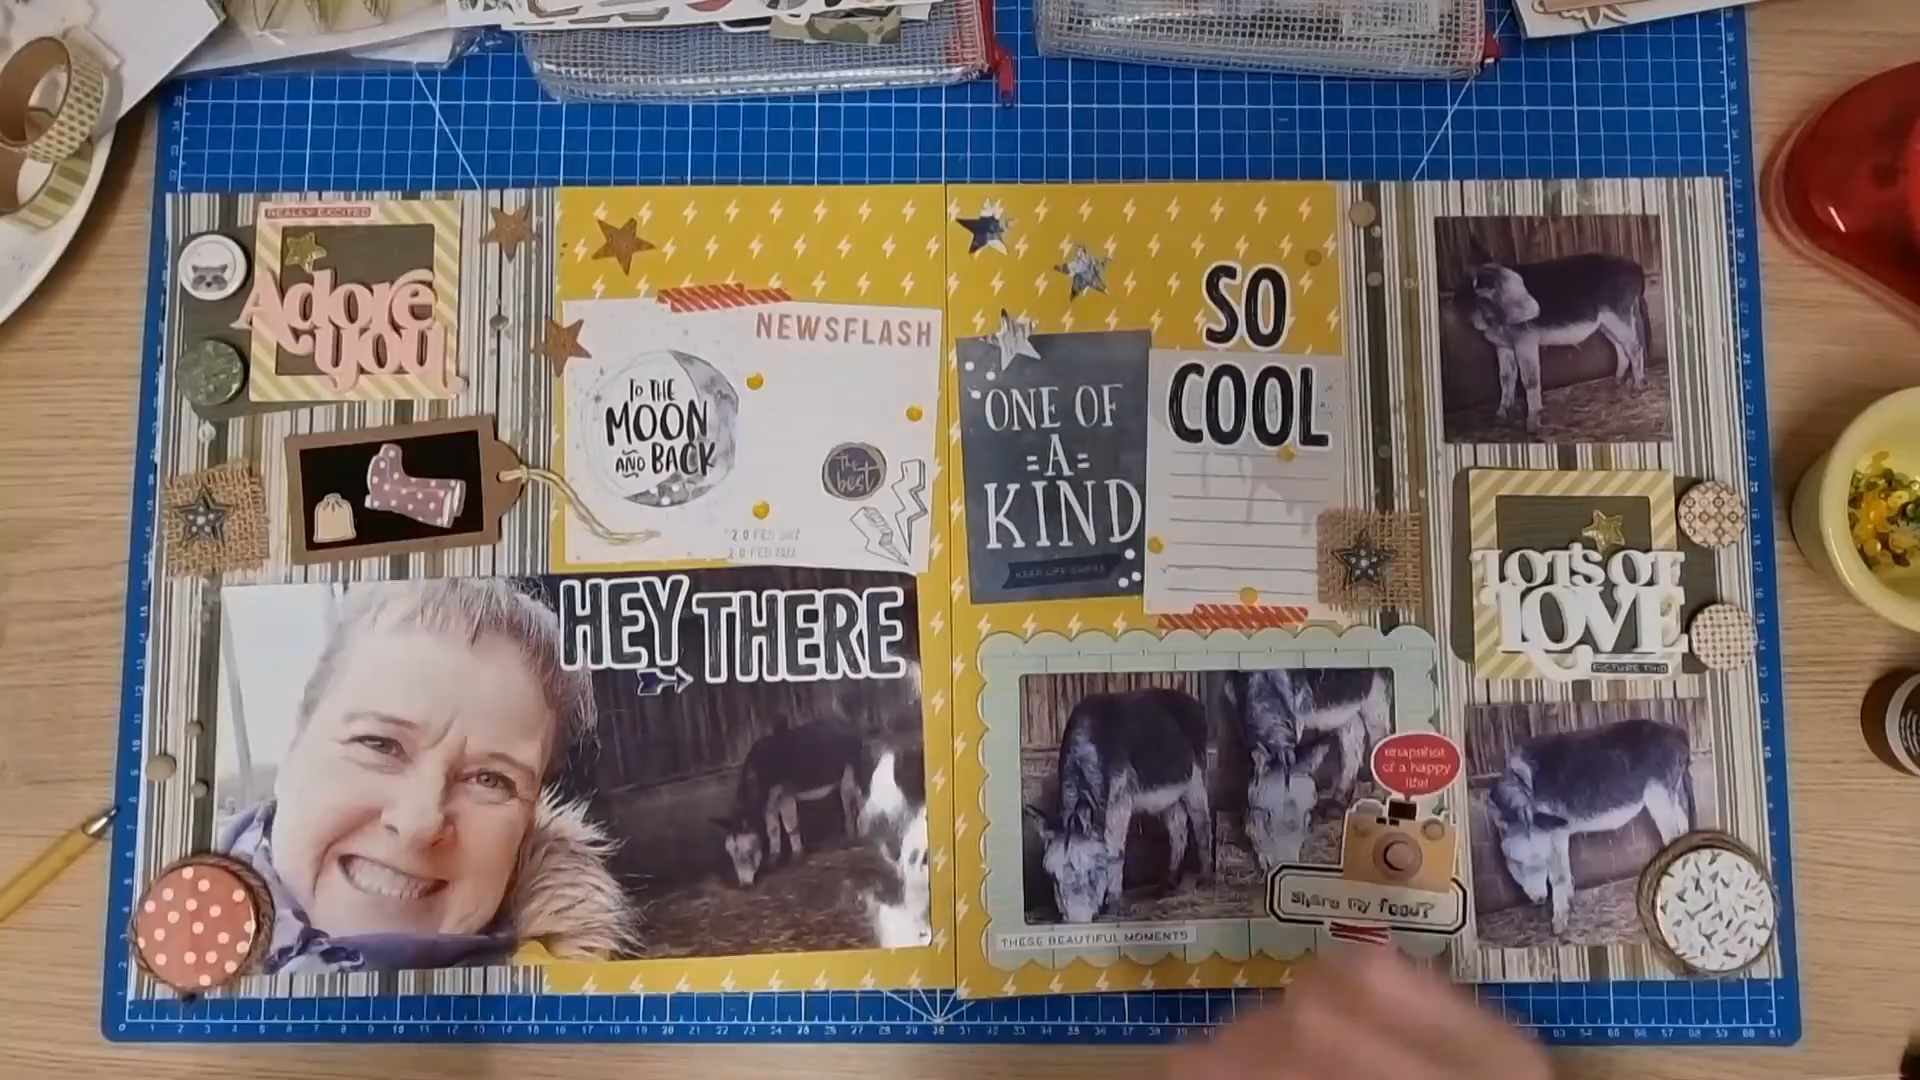 REALLY EXCITED
Adore
you
NEWSFLASH
TO THE
MOON
AND BACK
the
best
20 FEB 2022
20 FEB 2022
HEY THERE
ONE OF
=A=
KIND
KEEP LIFE SIMPLE
SO
COOL
LOTS OF
LOVE
PICTURE THIS
snapshot
of a happy
life!
Share my food?
THESE BEAUTIFUL MOMENTS